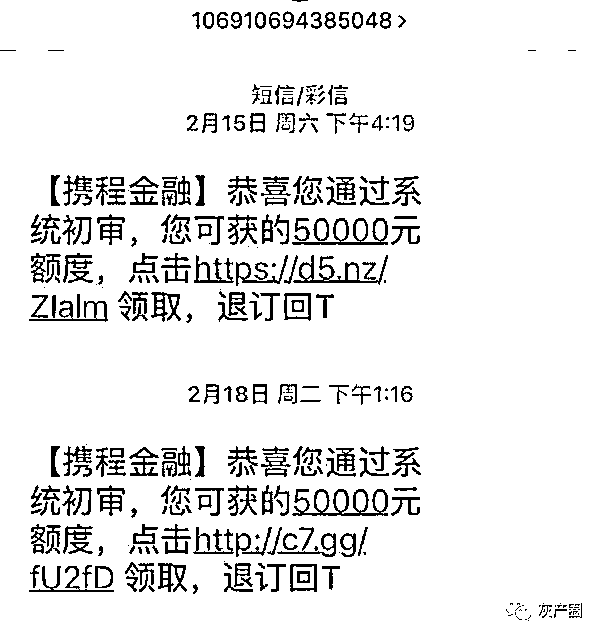 106910694385048 >
短信/彩信
2月15日 周六 下午4:19
【携程金融】恭喜您通过系
统初审，您可获的50000元
额度，点击https://d5.nz/
Zlalm 领取，退订回T
2月18日 周二 下午1:16
【携程金融】恭喜您通过系
统初审，您可获的50000元
额度，点击http://c7.gg/
fU2fD 领取，退订回T
灰产圈